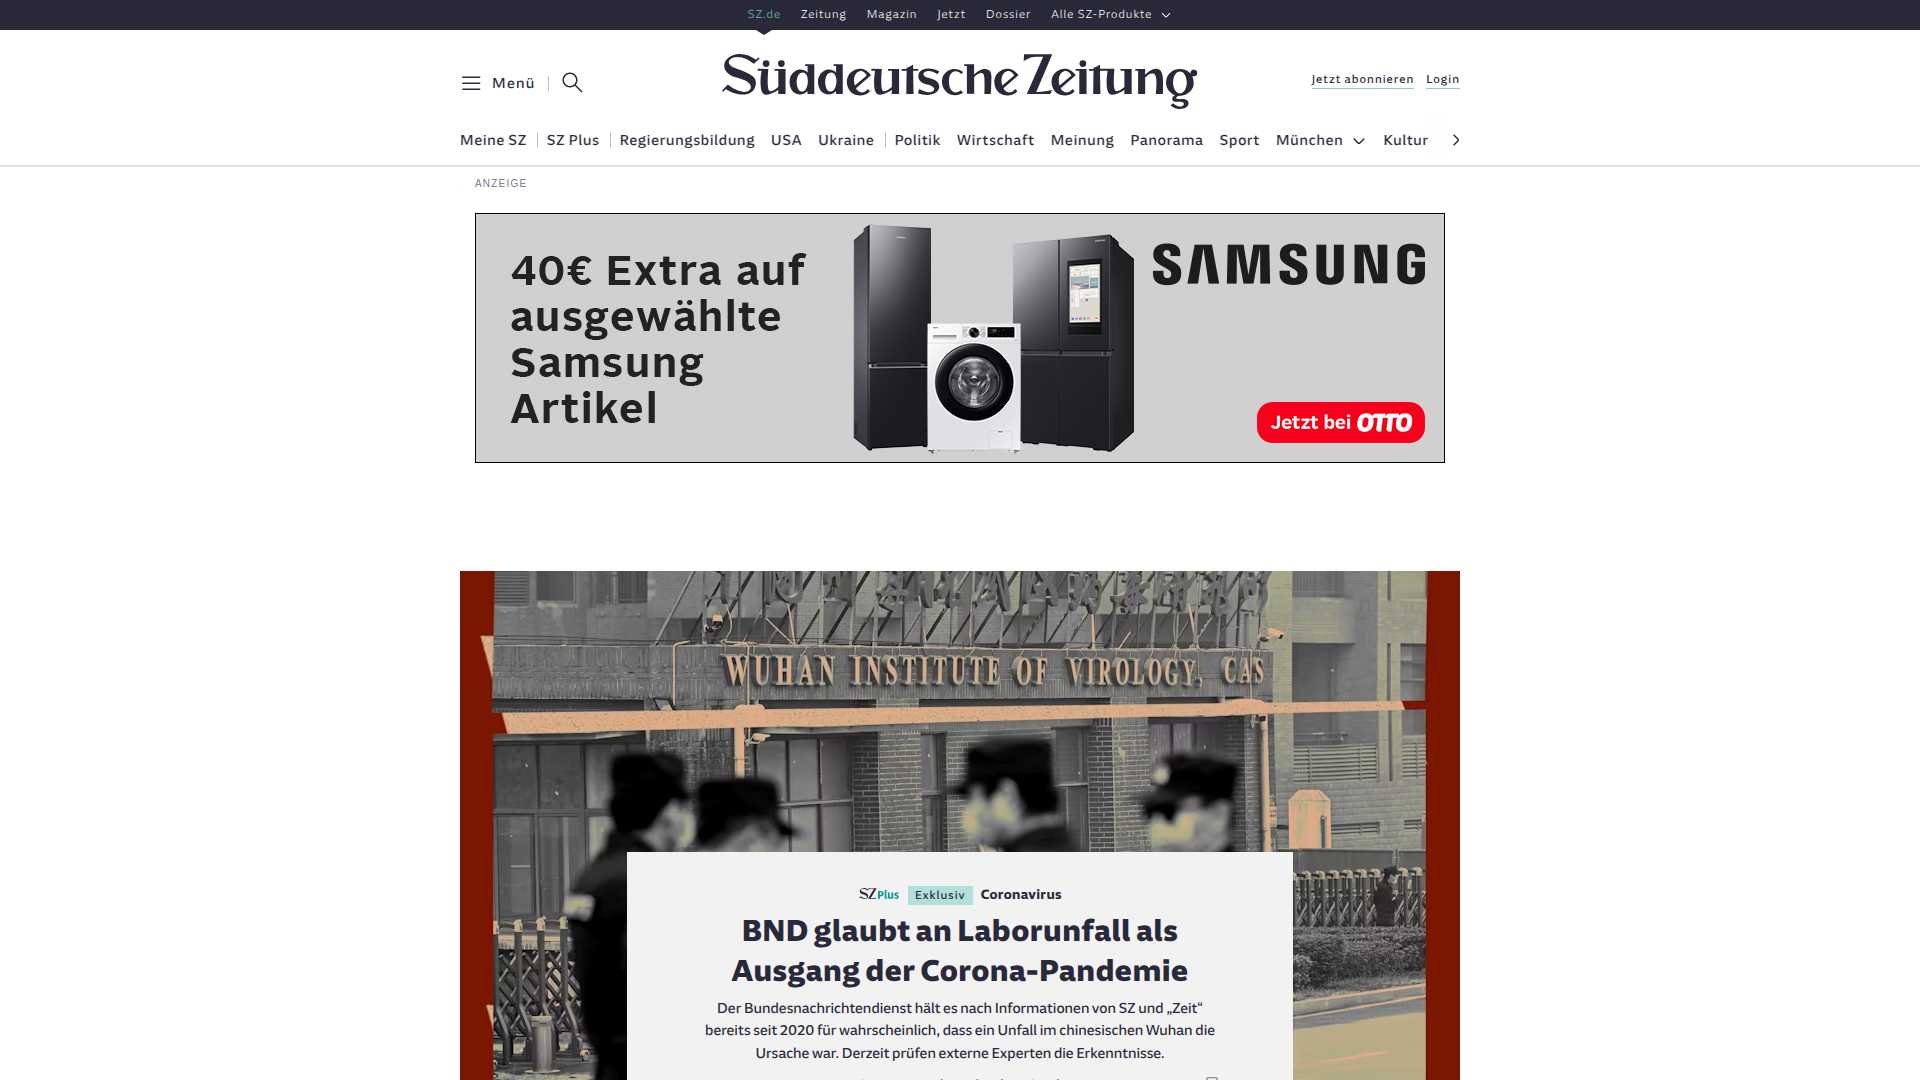 SZ.de Zeitung Magazin Jetzt Dossier Alle SZ-Produkte
Menü
Süddeutsche Zeitung
Jetzt abonnieren Login
Meine SZ SZ Plus Regierungsbildung USA Ukraine Politik Wirtschaft Meinung Panorama Sport München Kultur
ANZEIGE
40€ Extra auf
ausgewählte
Samsung
Artikel
SAMSUNG
Jetzt bei OTTO
WUHAN INSTITUTE OF VIROLOGY, CAS
SZ Plus Exklusiv Coronavirus
BND glaubt an Laborunfall als
Ausgang der Corona-Pandemie
Der Bundesnachrichtendienst hält es nach Informationen von SZ und „Zeit“
bereits seit 2020 für wahrscheinlich, dass ein Unfall im chinesischen Wuhan die
Ursache war. Derzeit prüfen externe Experten die Erkenntnisse.